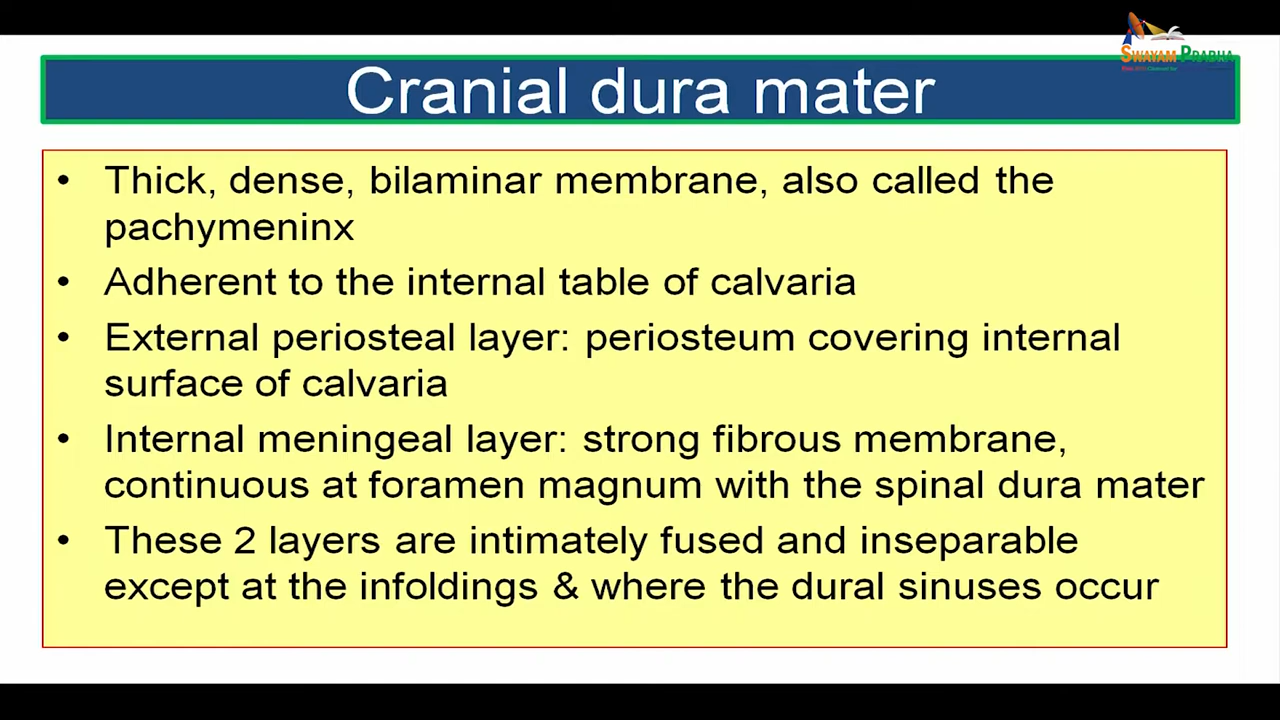 SWAYAM PRABHA
Cranial dura mater
• Thick, dense, bilaminar membrane, also called the
pachymeninx
• Adherent to the internal table of calvaria
• External periosteal layer: periosteum covering internal
surface of calvaria
• Internal meningeal layer: strong fibrous membrane,
continuous at foramen magnum with the spinal dura mater
• These 2 layers are intimately fused and inseparable
except at the infoldings & where the dural sinuses occur